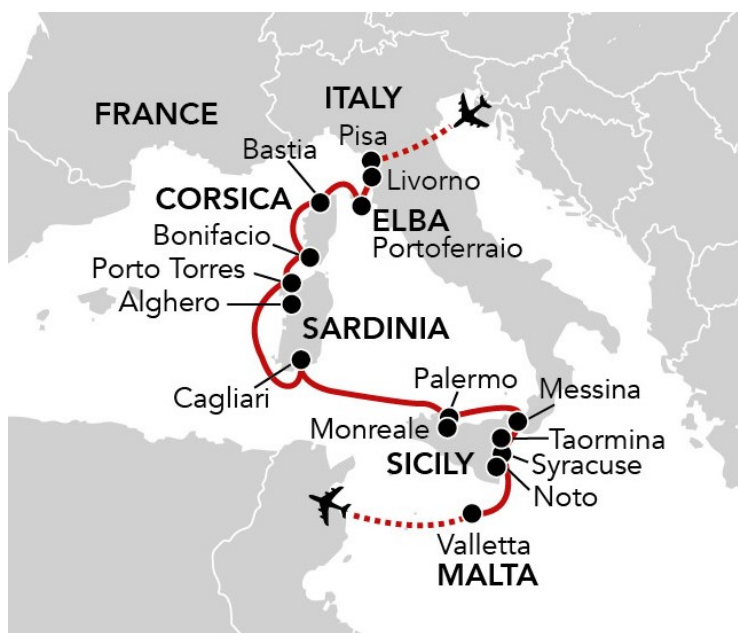 FRANCE
ITALY
Pisa
Bastia
Livorno
CORSICA
ELBA
Bonifacio
Portoferraio
Porto Torres
Alghero
SARDINIA
Cagliari
Palermo
Messina
Monreale
Taormina
SICILY
Syracuse
Noto
Valletta
MALTA